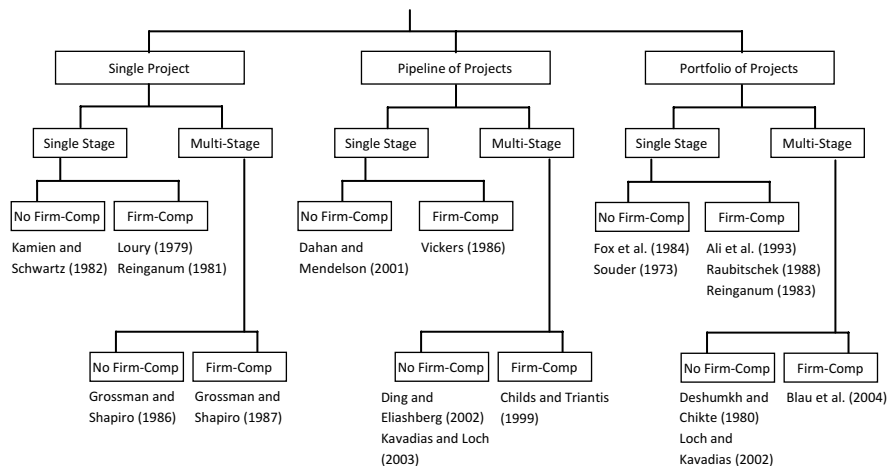 Single Project
Pipeline of Projects
Portfolio of Projects
Single Stage
Multi-Stage
Single Stage
Multi-Stage
Single Stage
Multi-Stage
No Firm-Comp
Firm-Comp
No Firm-Comp
Firm-Comp
No Firm-Comp
Firm-Comp
Kamien and
Schwartz (1982)
Loury (1979)
Reinganum (1981)
Dahan and
Mendelson (2001)
Vickers (1986)
Fox et al. (1984)
Souder (1973)
Ali et al. (1993)
Raubitschek (1988)
Reinganum (1983)
No Firm-Comp
Firm-Comp
No Firm-Comp
Firm-Comp
No Firm-Comp
Firm-Comp
Grossman and
Shapiro (1986)
Grossman and
Shapiro (1987)
Ding and
Eliashberg (2002)
Kavadias and Loch
(2003)
Childs and Triantis
(1999)
Deshumkh and
Chikte (1980)
Loch and
Kavadias (2002)
Blau et al. (2004)